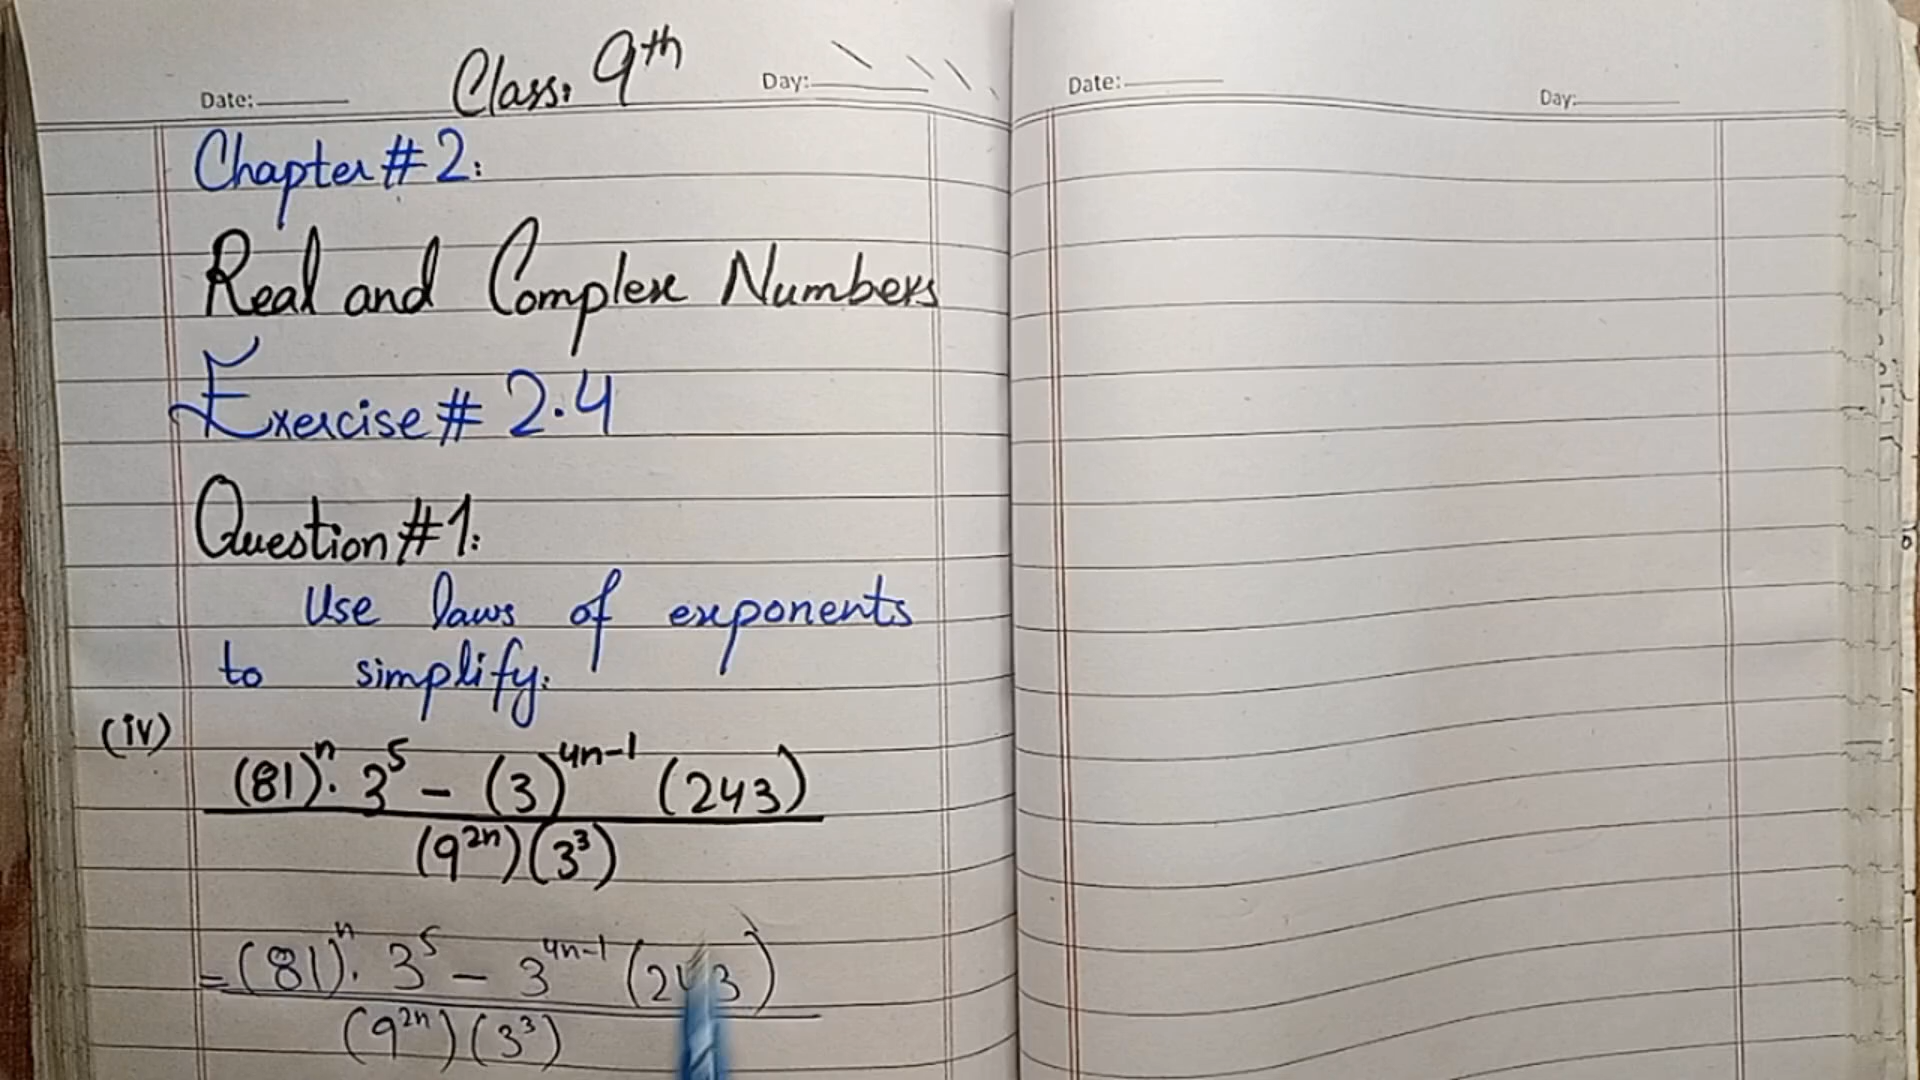 Date: Class: 9th Day:
Chapter # 2:
Real and Complex Numbers
Exercise # 2.4
Question # 1:
Use laws of exponents
to simplify:
(iv) (81)ⁿ · 3⁵ − (3)⁴ⁿ⁻¹ (243)
(9²ⁿ)(3³)
= (81)ⁿ · 3⁵ − 3⁴ⁿ⁻¹ (243)
(9²ⁿ)(3³)
Date: Day: